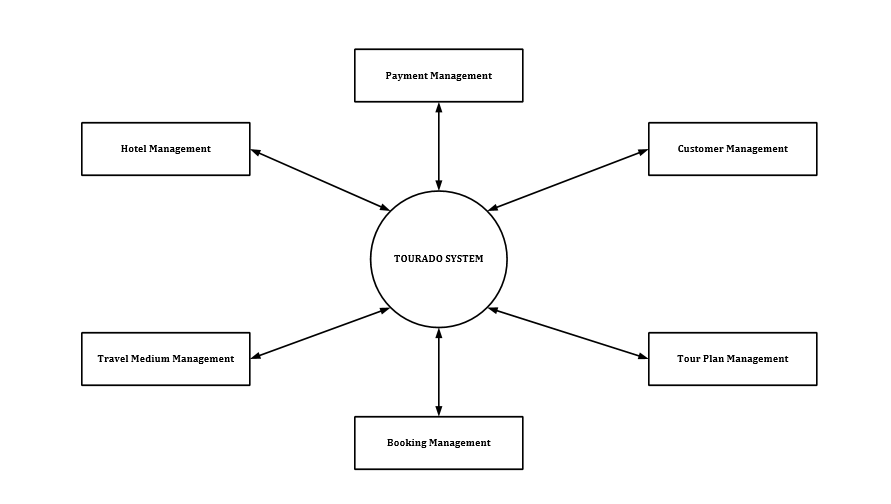 Payment Management
Hotel Management
Customer Management
TOURADO SYSTEM
Travel Medium Management
Tour Plan Management
Booking Management